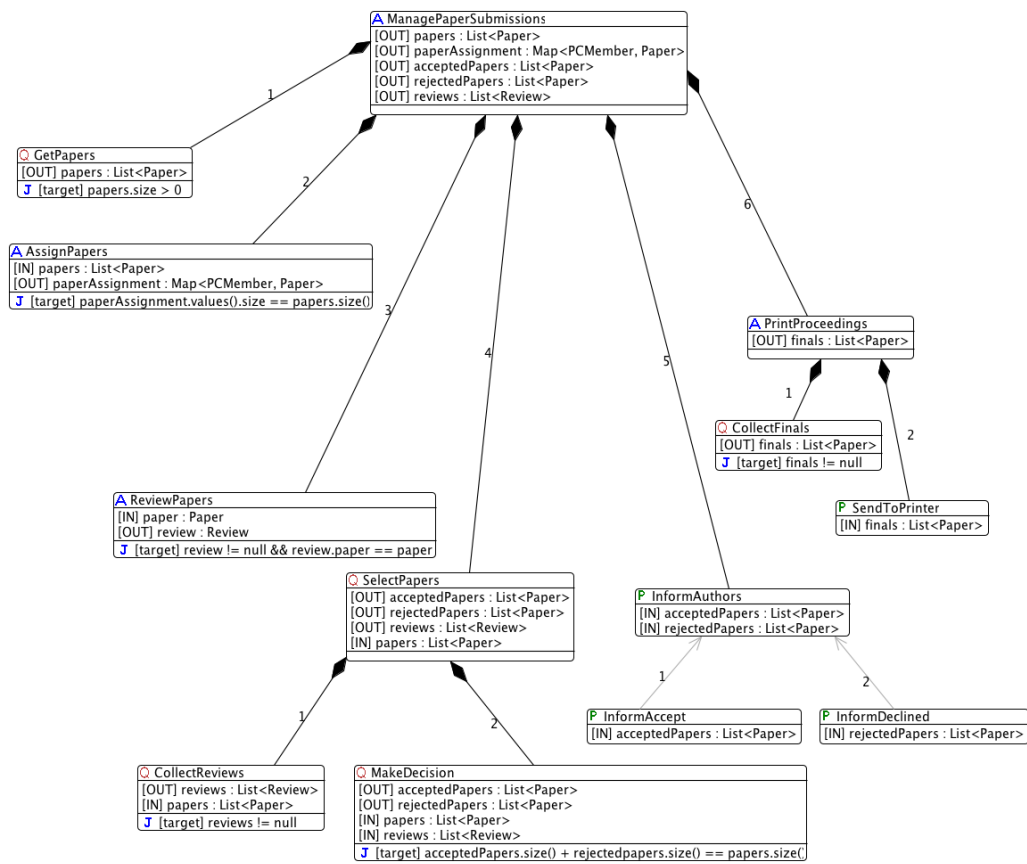 A ManagePaperSubmissions
[OUT] papers : List<Paper>
[OUT] paperAssignment : Map<PCMember, Paper>
[OUT] acceptedPapers : List<Paper>
[OUT] rejectedPapers : List<Paper>
[OUT] reviews : List<Review>
1
Q GetPapers
[OUT] papers : List<Paper>
J [target] papers.size > 0
2
6
A AssignPapers
[IN] papers : List<Paper>
[OUT] paperAssignment : Map<PCMember, Paper>
J [target] paperAssignment.values().size == papers.size()
3
4
5
A PrintProceedings
[OUT] finals : List<Paper>
1
2
Q CollectFinals
[OUT] finals : List<Paper>
J [target] finals != null
P SendToPrinter
[IN] finals : List<Paper>
A ReviewPapers
[IN] paper : Paper
[OUT] review : Review
J [target] review != null && review.paper == paper
Q SelectPapers
[OUT] acceptedPapers : List<Paper>
[OUT] rejectedPapers : List<Paper>
[OUT] reviews : List<Review>
[IN] papers : List<Paper>
P InformAuthors
[IN] acceptedPapers : List<Paper>
[IN] rejectedPapers : List<Paper>
1
2
P InformAccept
[IN] acceptedPapers : List<Paper>
P InformDeclined
[IN] rejectedPapers : List<Paper>
1
2
Q CollectReviews
[OUT] reviews : List<Review>
[IN] papers : List<Paper>
J [target] reviews != null
Q MakeDecision
[OUT] acceptedPapers : List<Paper>
[OUT] rejectedPapers : List<Paper>
[IN] papers : List<Paper>
[IN] reviews : List<Review>
J [target] acceptedPapers.size() + rejectedpapers.size() == papers.size()